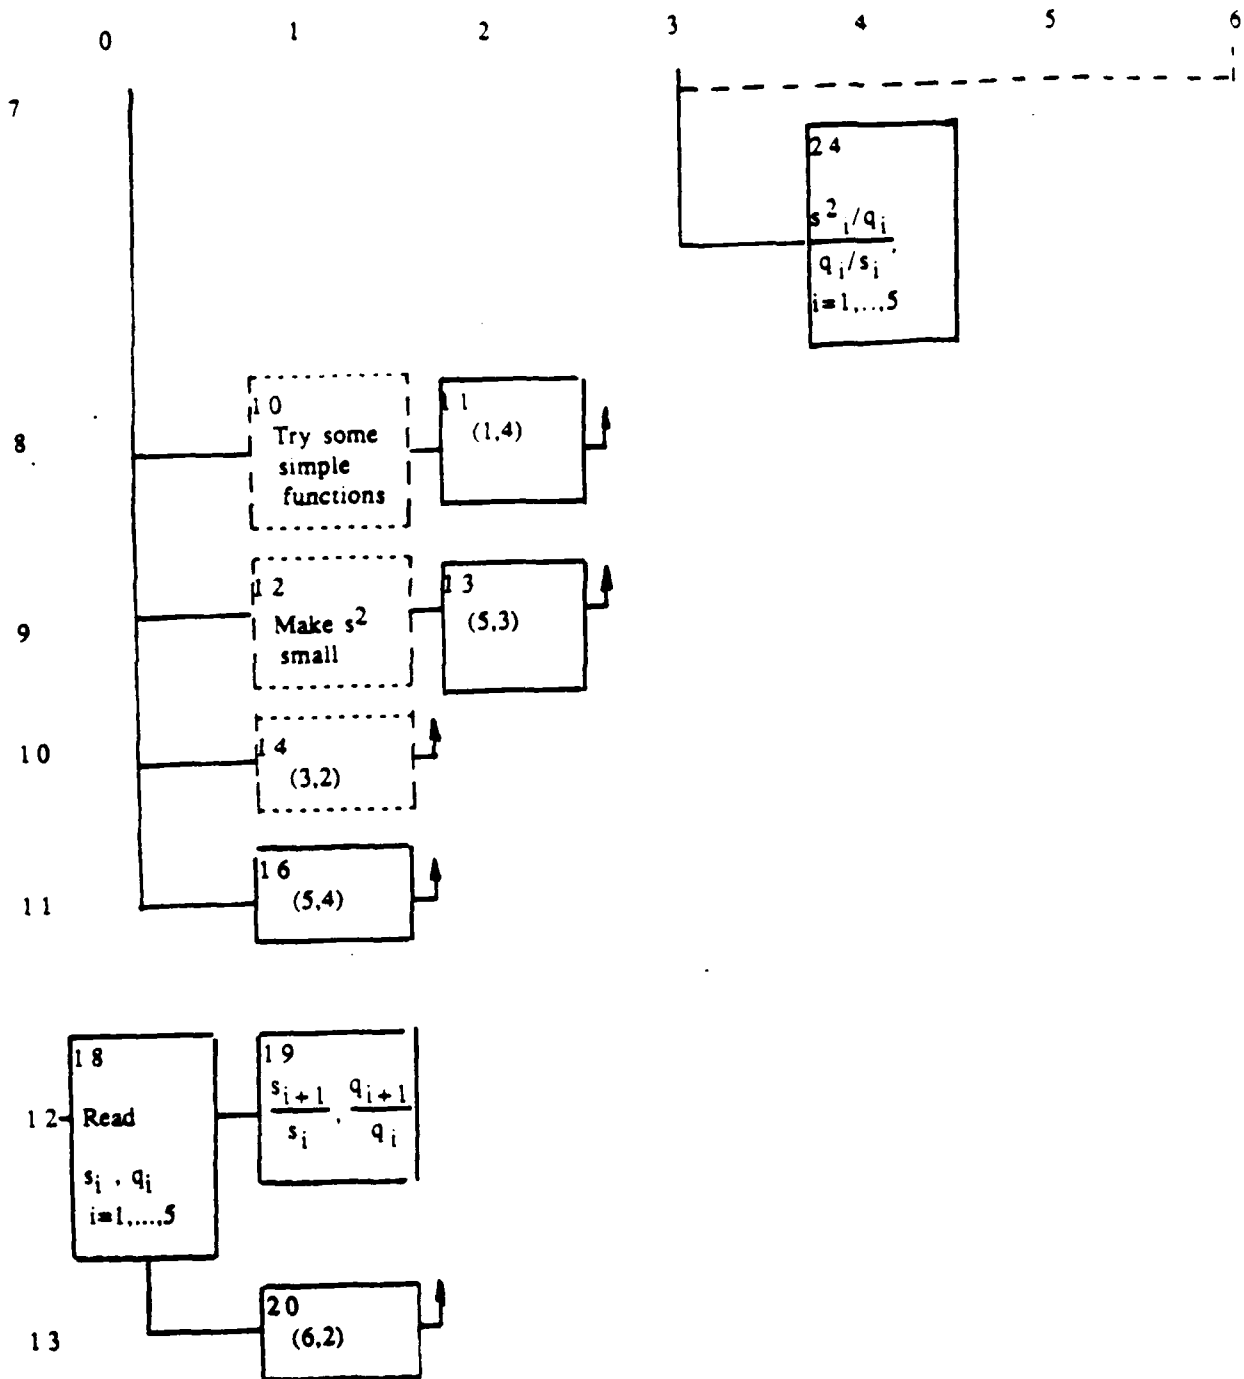 0 1 2 3 4 5 6
7
24
s²ᵢ/qᵢ
qᵢ/sᵢ,
i=1,..,5
8
10
Try some
simple
functions
11
(1,4)
9
12
Make s²
small
13
(5,3)
10
14
(3,2)
11
16
(5,4)
12
18
Read
sᵢ , qᵢ
i=1,...,5
19
sᵢ₊₁ / sᵢ , qᵢ₊₁ / qᵢ
13
20
(6,2)